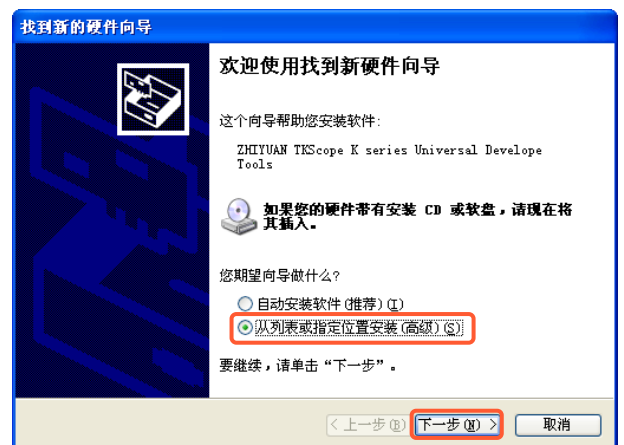 找到新的硬件向导
欢迎使用找到新硬件向导
这个向导帮助您安装软件:
ZHIYUAN TKScope K series Universal Develope
Tools
如果您的硬件带有安装 CD 或软盘，请现在将
其插入。
您期望向导做什么?
自动安装软件(推荐)(I)
从列表或指定位置安装(高级)(S)
要继续，请单击“下一步”。
<上一步(B) 下一步(N) > 取消